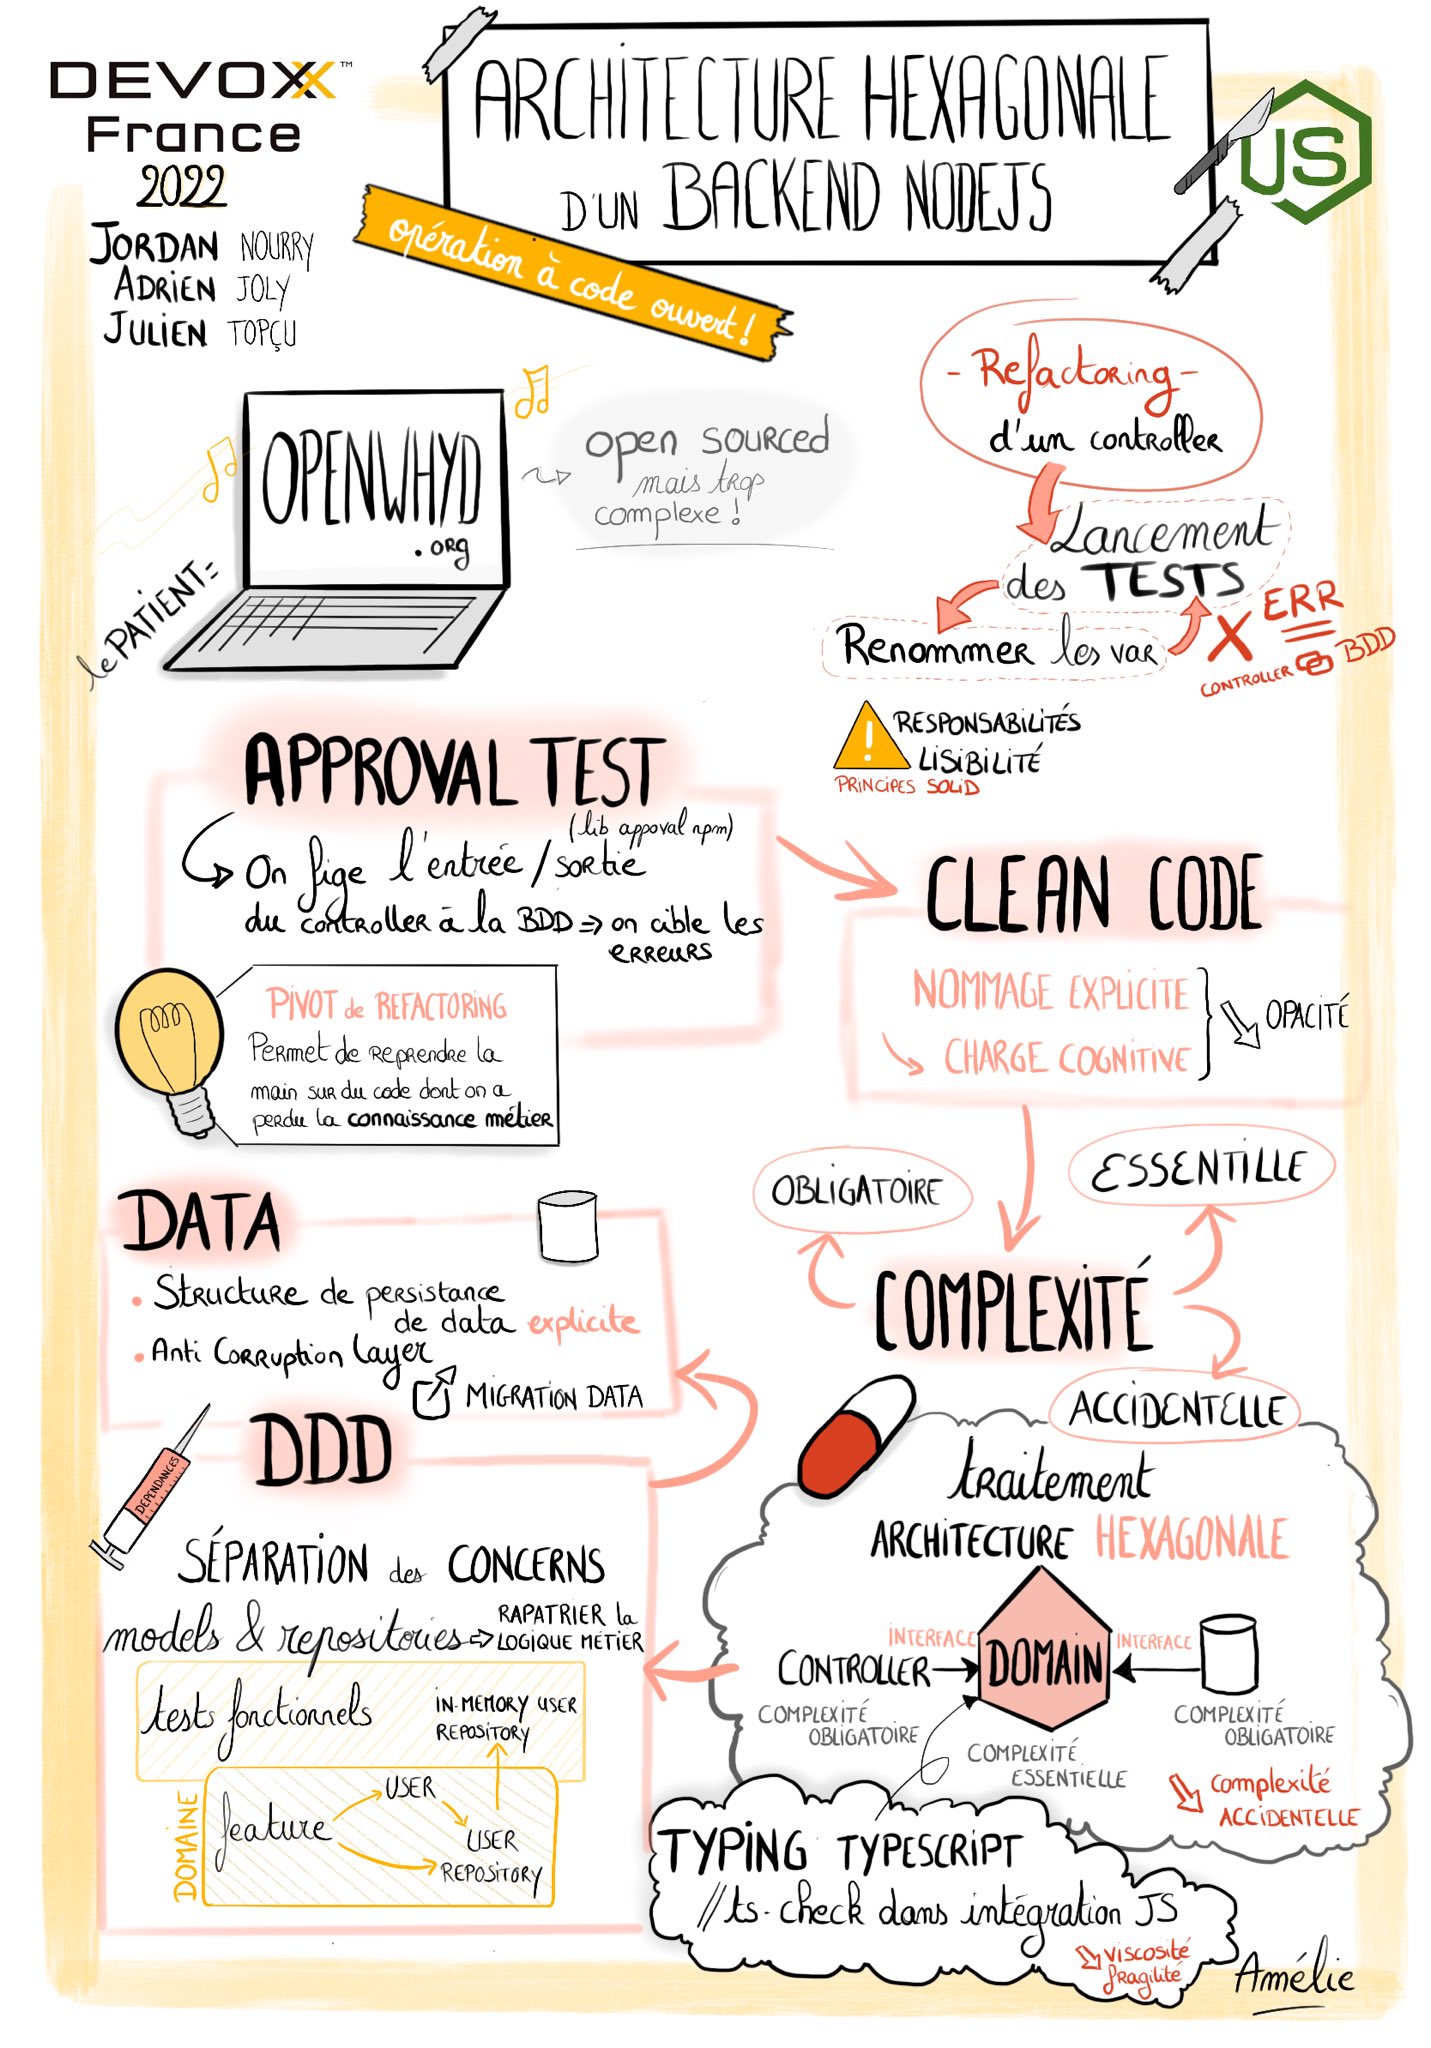 DEVOXX™
France
2022
JORDAN NOURRY
ADRIEN JOLY
JULIEN TOPÇU
ARCHITECTURE HEXAGONALE
D'UN BACKEND NODEJS
opération à code ouvert !
JS
le PATIENT =
OPENWHYD
.org
open sourced
mais trop
complexe !
- Refactoring -
d'un controller
Lancement
des TESTS
Renommer les var
X ERR
CONTROLLER BDD
! RESPONSABILITÉS
LISIBILITÉ
PRINCIPES SOLID
APPROVAL TEST
(lib appoval npm)
On fige l'entrée / sortie
du controller à la BDD => on cible les
erreurs
PIVOT de REFACTORING
Permet de reprendre la
main sur du code dont on a
perdu la connaissance métier
CLEAN CODE
NOMMAGE EXPLICITE
CHARGE COGNITIVE
OPACITÉ
OBLIGATOIRE
ESSENTILLE
COMPLEXITÉ
ACCIDENTELLE
DATA
• Structure de persistance
de data explicite
• Anti Corruption Layer
MIGRATION DATA
DDD
DEPENDANCES
SÉPARATION des CONCERNS
models & repositories => RAPATRIER la
LOGIQUE MÉTIER
tests fonctionnels
IN-MEMORY USER
REPOSITORY
DOMAINE
feature
USER
USER
REPOSITORY
traitement
ARCHITECTURE HEXAGONALE
INTERFACE
INTERFACE
CONTROLLER
DOMAIN
COMPLEXITÉ
OBLIGATOIRE
COMPLEXITÉ
ESSENTIELLE
COMPLEXITÉ
OBLIGATOIRE
complexité
ACCIDENTELLE
TYPING TYPESCRIPT
//ts-check dans intégration JS
viscosité
fragilité
Amélie